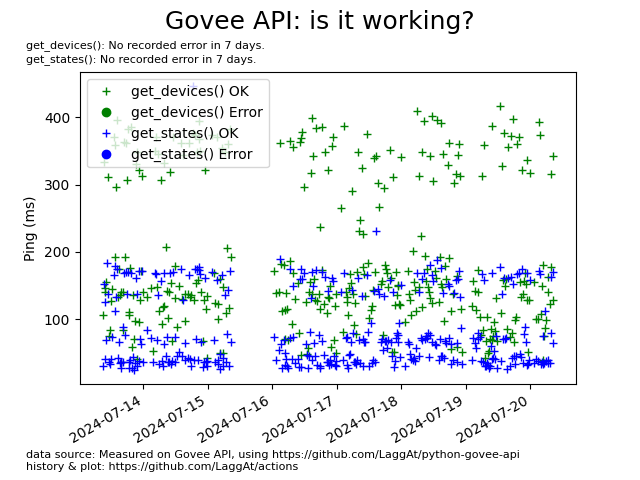 Govee API: is it working?
get_devices(): No recorded error in 7 days.
get_states(): No recorded error in 7 days.
get_devices() OK
get_devices() Error
get_states() OK
get_states() Error
Ping (ms)
400
300
200
100
2024-07-14
2024-07-15
2024-07-16
2024-07-17
2024-07-18
2024-07-19
2024-07-20
data source: Measured on Govee API, using https://github.com/LaggAt/python-govee-api
history & plot: https://github.com/LaggAt/actions